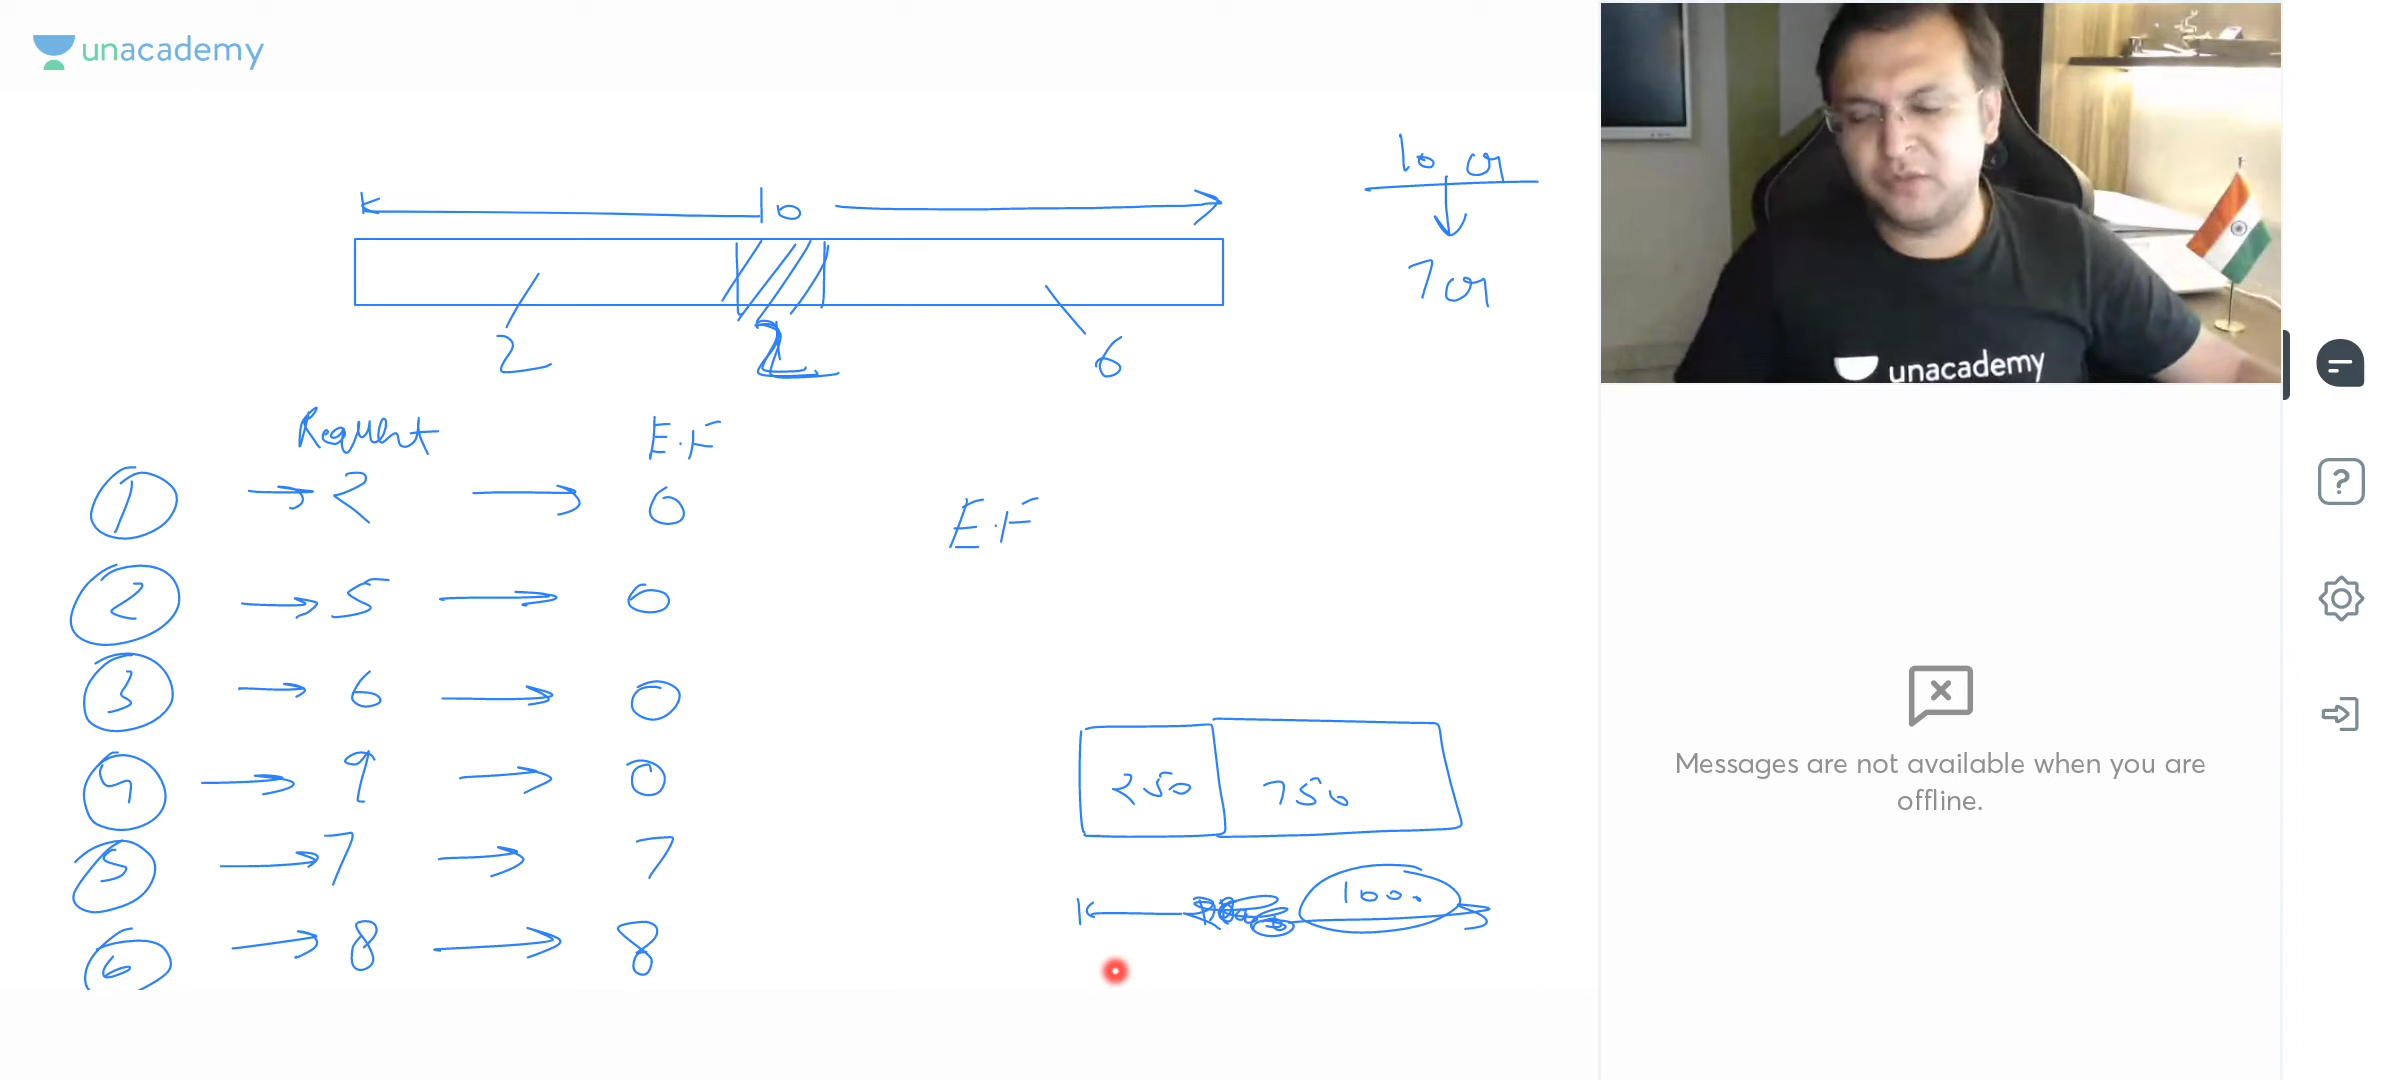 unacademy
10
10 cr
7 cr
2
2
6
Request E.F
1 → 2 → 0
E.F
2 → 5 → 0
3 → 6 → 0
4 → 9 → 0
5 → 7 → 7
6 → 8 → 8
250 750
1000
unacademy
?
Messages are not available when you are
offline.